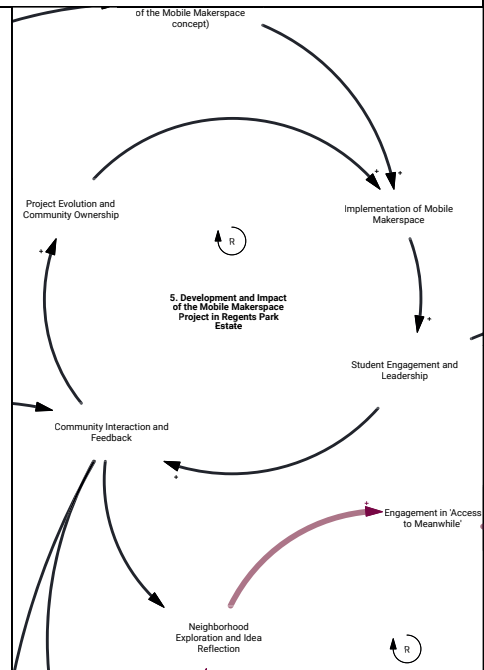 of the Mobile Makerspace
concept)
+
+
Project Evolution and
Community Ownership
Implementation of Mobile
Makerspace
R
+
5. Development and Impact
of the Mobile Makerspace
Project in Regents Park
Estate
+
Student Engagement and
Leadership
Community Interaction and
Feedback
+
+
Engagement in 'Access
to Meanwhile'
Neighborhood
Exploration and Idea
Reflection
R